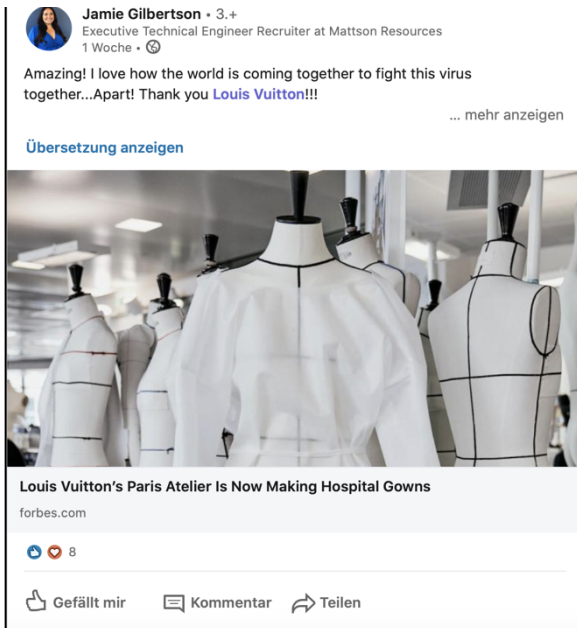 Jamie Gilbertson • 3.+
Executive Technical Engineer Recruiter at Mattson Resources
1 Woche •
Amazing! I love how the world is coming together to fight this virus
together...Apart! Thank you Louis Vuitton!!!
... mehr anzeigen
Übersetzung anzeigen
Louis Vuitton's Paris Atelier Is Now Making Hospital Gowns
forbes.com
8
Gefällt mir Kommentar Teilen